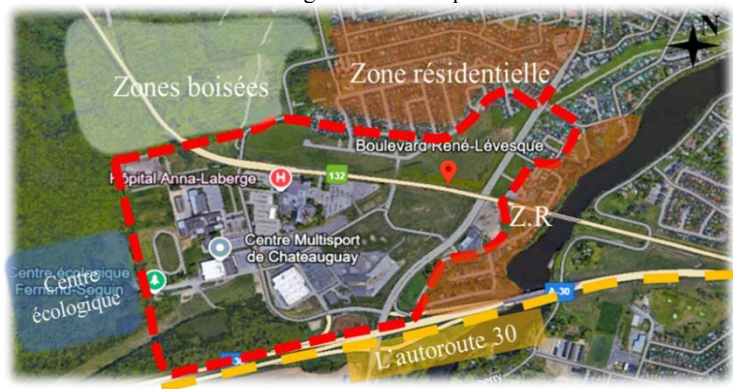 N
Zones boisées
Zone résidentielle
Boulevard René-Lévesque
Hôpital Anna-Laberge
H
132
Z.R
Centre Multisport
de Chateauguay
Centre écologique
Fernand-Seguin
Centre
écologique
A-30
L'autoroute 30